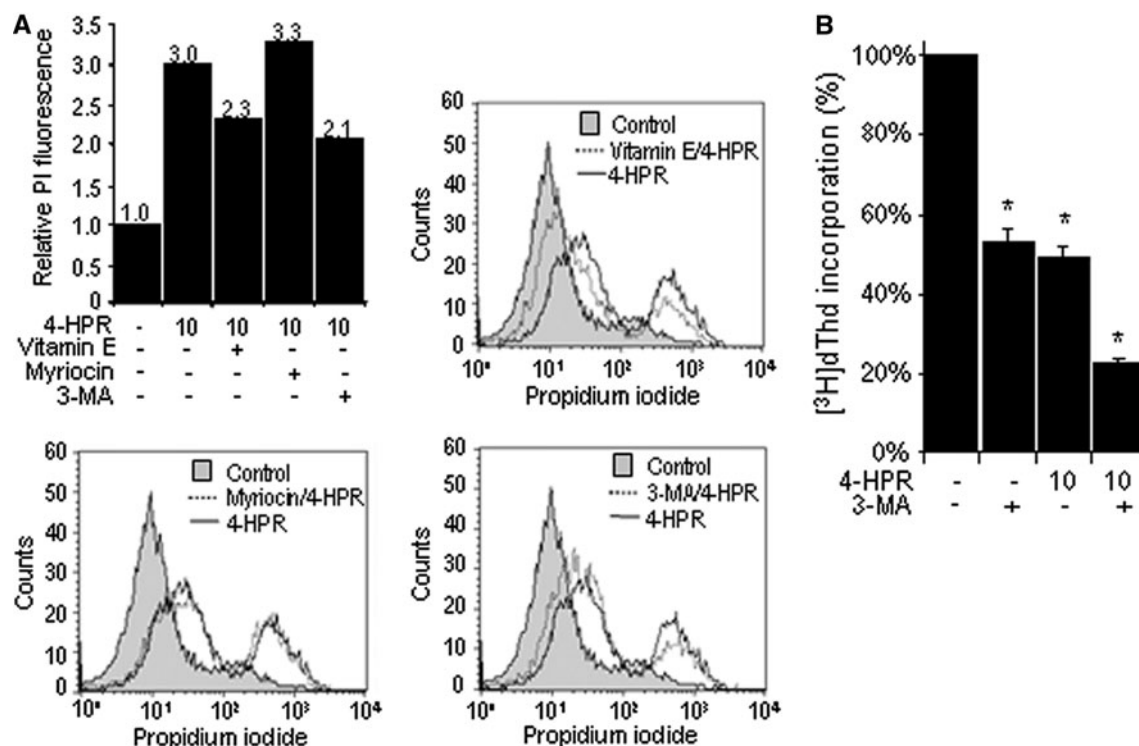 A
Relative PI fluorescence
3.5
3.0
2.5
2.0
1.5
1.0
0.5
0
1.0
3.0
2.3
3.3
2.1
4-HPR - 10 10 10 10
Vitamin E - - + - -
Myriocin - - - + -
3-MA - - - - +
60
50
40
30
20
10
0
Counts
Control
Vitamin E/4-HPR
4-HPR
10⁰ 10¹ 10² 10³ 10⁴
Propidium iodide
B
[³H]dThd incorporation (%)
100%
80%
60%
40%
20%
0%
* * *
4-HPR - - 10 10
3-MA - + - +
60
50
40
30
20
10
0
Counts
Control
Myriocin/4-HPR
4-HPR
10⁰ 10¹ 10² 10³ 10⁴
Propidium iodide
60
50
40
30
20
10
0
Counts
Control
3-MA/4-HPR
4-HPR
10⁰ 10¹ 10² 10³ 10⁴
Propidium iodide